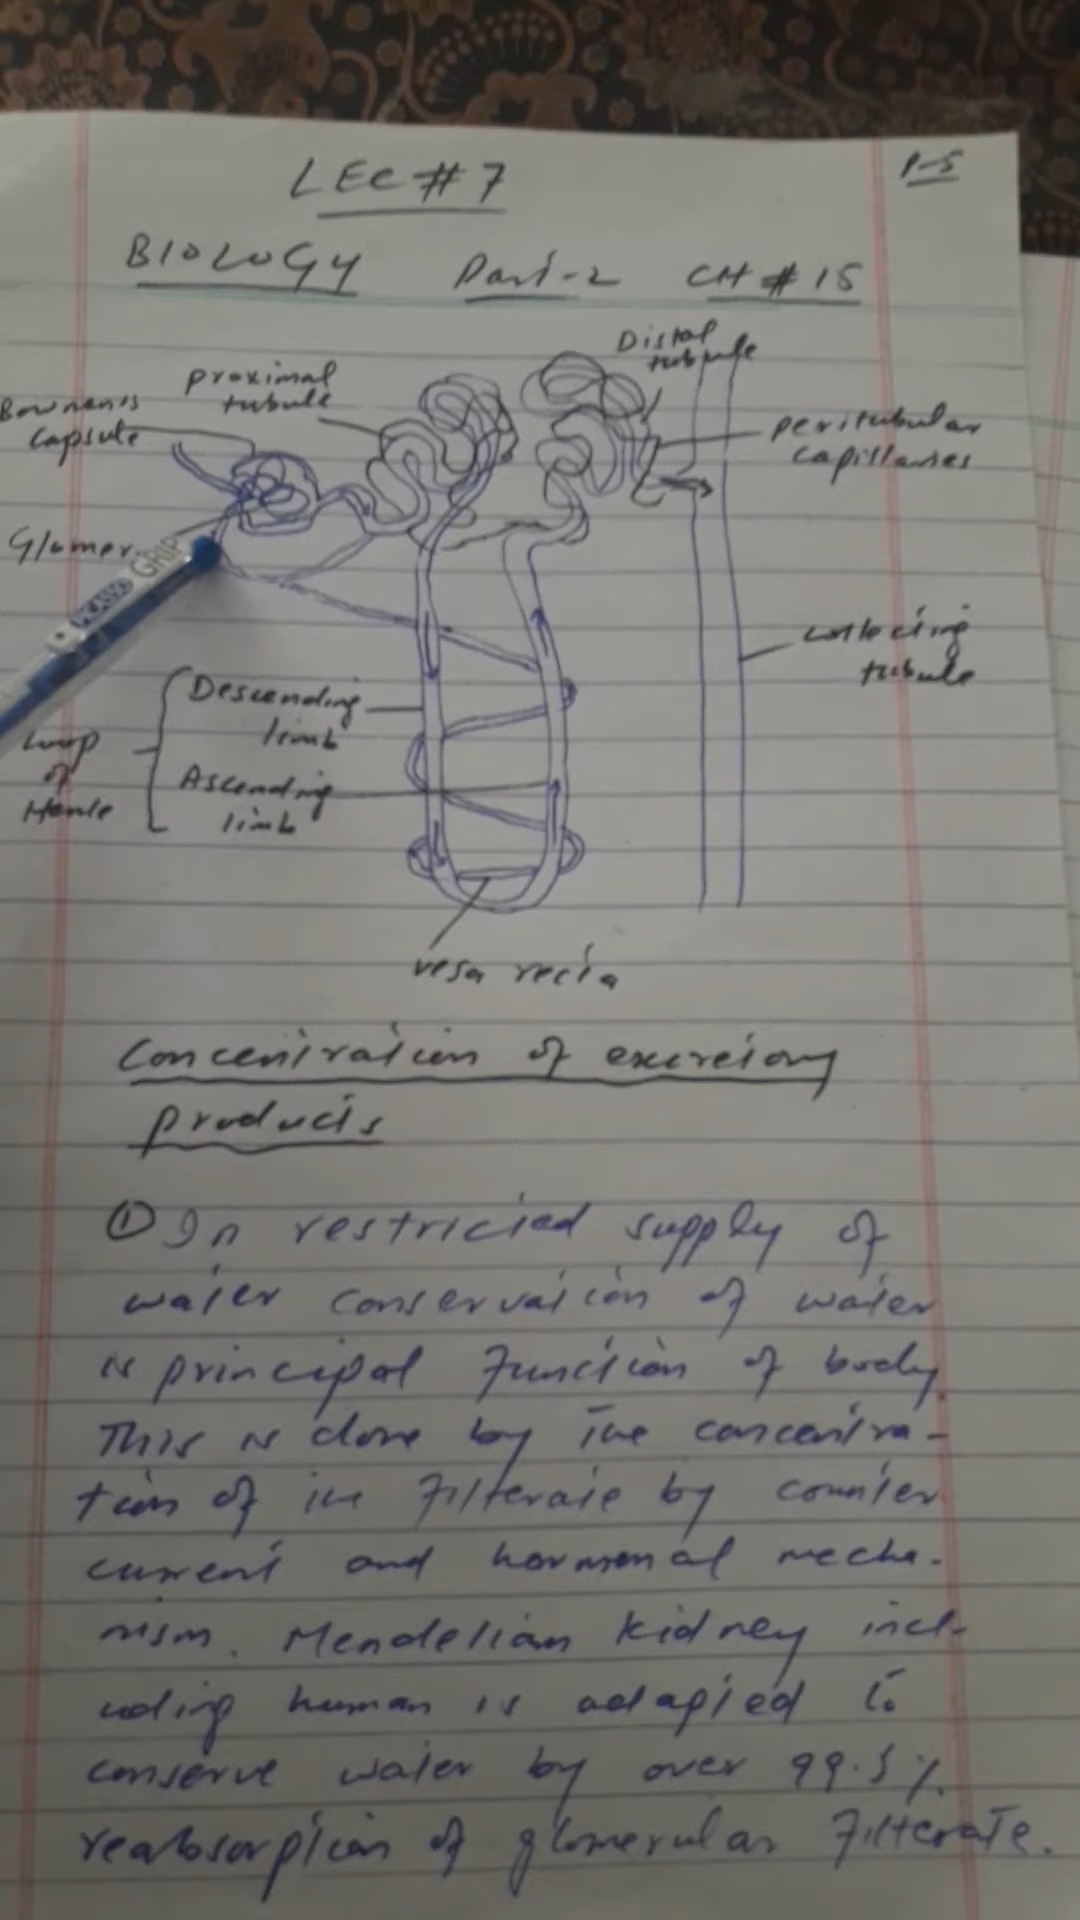 LEC # 7
P-5
BIOLOGY Part-2 CH # 15
Distal
tubule
proximal
tubule
Bowman's
capsule
peritubular
capillaries
Glomer
PICASSO GRIP
collecting
tubule
Descending
limb
Loop
of
Henle
Ascending
limb
vesa recta
Concentration of excretory
products
① In restricted supply of
water conservation of water
is principal function of body.
This is done by the concentra-
tion of the filterate by counter
current and hormonal mecha-
nism. Mendelian kidney incl-
uding human is adapted to
conserve water by over 99.5%
reabsorption of glomerular filterate.